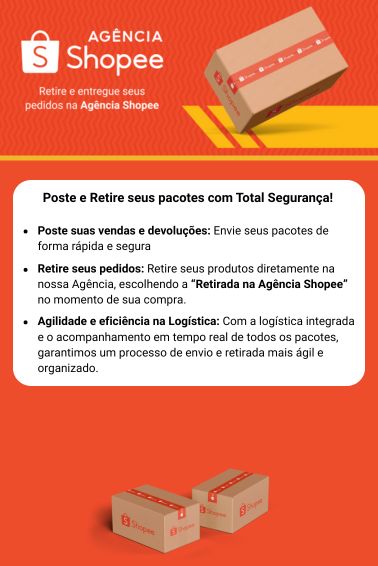 AGÊNCIA
S Shopee
Retire e entregue seus
pedidos na Agência Shopee
Poste e Retire seus pacotes com Total Segurança!
• Poste suas vendas e devoluções: Envie seus pacotes de
forma rápida e segura
• Retire seus pedidos: Retire seus produtos diretamente na
nossa Agência, escolhendo a “Retirada na Agência Shopee”
no momento de sua compra.
• Agilidade e eficiência na Logística: Com a logística integrada
e o acompanhamento em tempo real de todos os pacotes,
garantimos um processo de envio e retirada mais ágil e
organizado.
S Shopee
S Shopee